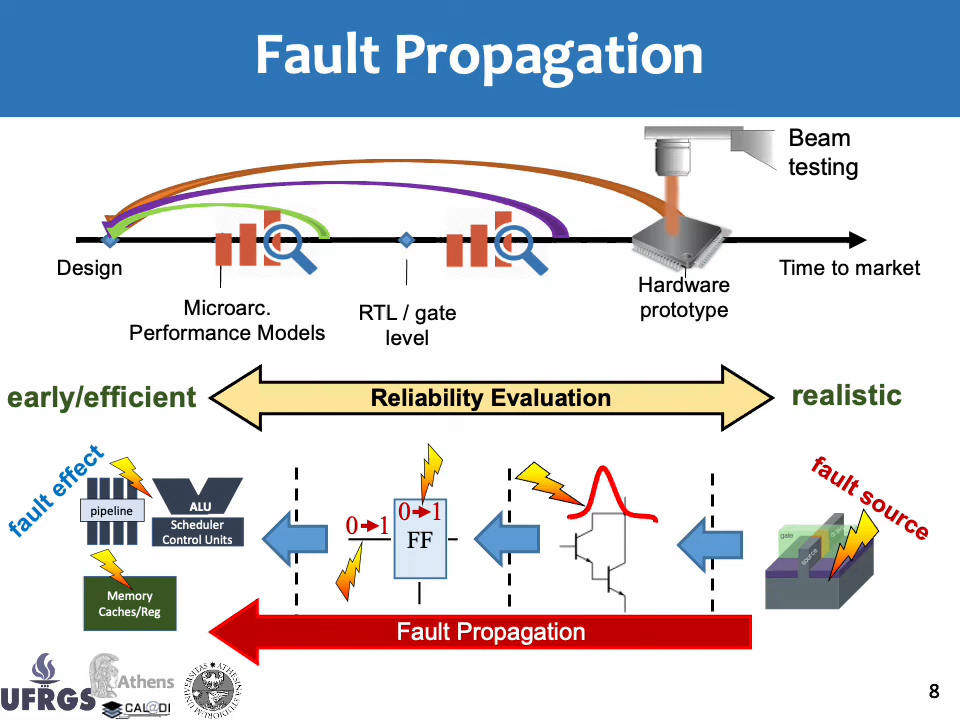 Fault Propagation
Beam
testing
Design
Time to market
Microarc.
Performance Models
RTL / gate
level
Hardware
prototype
early/efficient
Reliability Evaluation
realistic
fault effect
pipeline
ALU
Scheduler
Control Units
Memory
Caches/Reg
0→1
0→1
FF
fault source
gate
source
Fault Propagation
UFRGS
Athens
CAL@DI
8